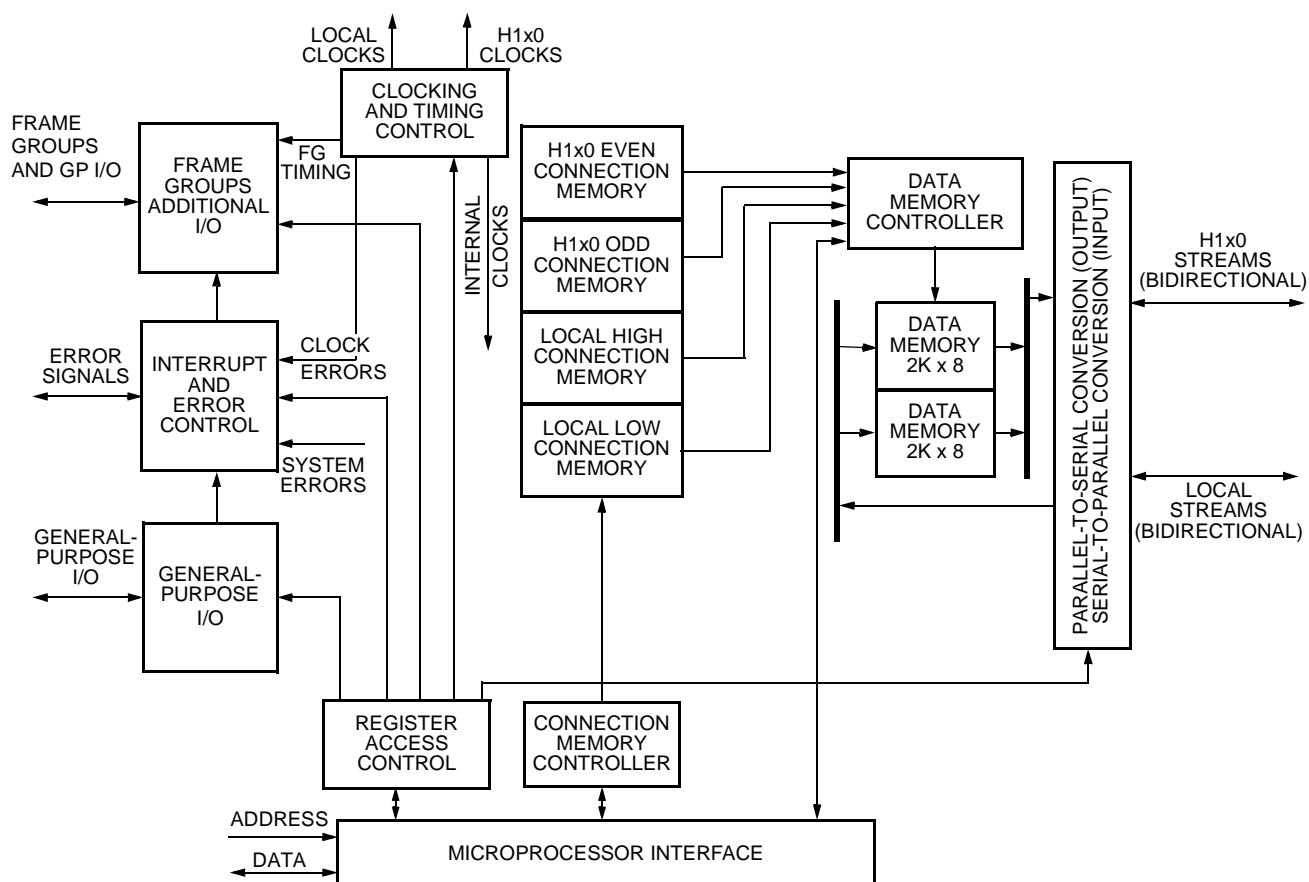 LOCAL
CLOCKS
H1x0
CLOCKS
CLOCKING
AND TIMING
CONTROL
FRAME
GROUPS
AND GP I/O
FRAME
GROUPS
ADDITIONAL
I/O
FG
TIMING
INTERNAL
CLOCKS
H1x0 EVEN
CONNECTION
MEMORY
H1x0 ODD
CONNECTION
MEMORY
LOCAL HIGH
CONNECTION
MEMORY
LOCAL LOW
CONNECTION
MEMORY
DATA
MEMORY
CONTROLLER
DATA
MEMORY
2K x 8
DATA
MEMORY
2K x 8
PARALLEL-TO-SERIAL CONVERSION (OUTPUT)
SERIAL-TO-PARALLEL CONVERSION (INPUT)
H1x0
STREAMS
(BIDIRECTIONAL)
LOCAL
STREAMS
(BIDIRECTIONAL)
ERROR
SIGNALS
INTERRUPT
AND
ERROR
CONTROL
CLOCK
ERRORS
SYSTEM
ERRORS
GENERAL-
PURPOSE
I/O
GENERAL-
PURPOSE
I/O
REGISTER
ACCESS
CONTROL
CONNECTION
MEMORY
CONTROLLER
ADDRESS
DATA
MICROPROCESSOR INTERFACE